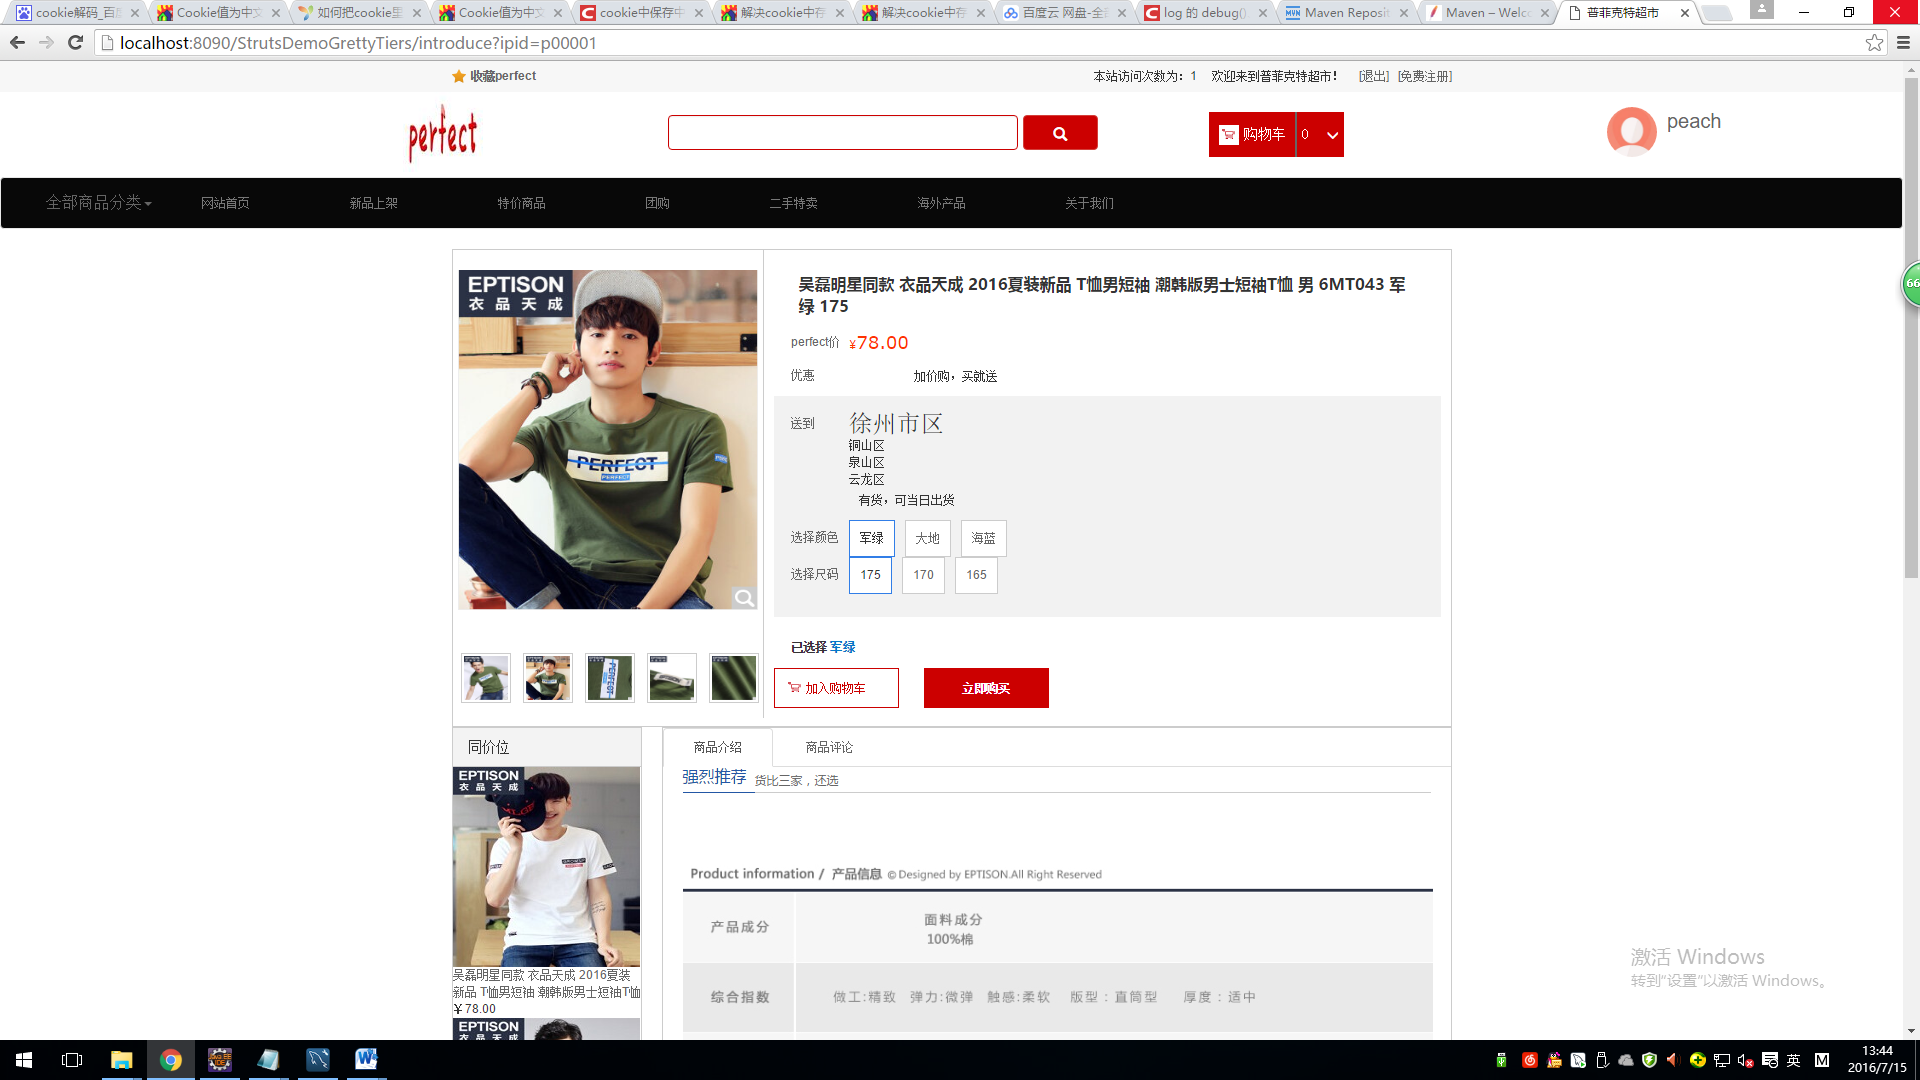 cookie解码_百度
Cookie值为中文
如何把cookie里
Cookie值为中文
cookie中保存中
解决cookie中存
解决cookie中存
百度云 网盘-全部
log 的 debug()
Maven Reposit
Maven – Welco
普菲克特超市
localhost:8090/StrutsDemoGrettyTiers/introduce?ipid=p00001
收藏perfect
本站访问次数为：1 欢迎来到普菲克特超市！ [退出] [免费注册]
perfect
购物车 0
peach
全部商品分类 网站首页 新品上架 特价商品 团购 二手特卖 海外产品 关于我们
EPTISON
衣品天成
PERFECT
PERFECT
吴磊明星同款 衣品天成 2016夏装新品 T恤男短袖 潮韩版男士短袖T恤 男 6MT043 军
绿 175
perfect价 ¥78.00
优惠 加价购，买就送
送到 徐州市区
铜山区
泉山区
云龙区
有货，可当日出货
选择颜色 军绿 大地 海蓝
选择尺码 175 170 165
已选择 军绿
加入购物车 立即购买
同价位
EPTISON
衣品天成
吴磊明星同款 衣品天成 2016夏装
新品 T恤男短袖 潮韩版男士短袖T恤
￥78.00
EPTISON
衣品天成
商品介绍 商品评论
强烈推荐 货比三家，还选
Product information / 产品信息 ©Designed by EPTISON.All Right Reserved
产品成分 面料成分
100%棉
综合指数 做工:精致 弹力:微弹 触感:柔软 版型：直筒型 厚度：适中
激活 Windows
转到“设置”以激活 Windows。
66
英 M
13:44
2016/7/15